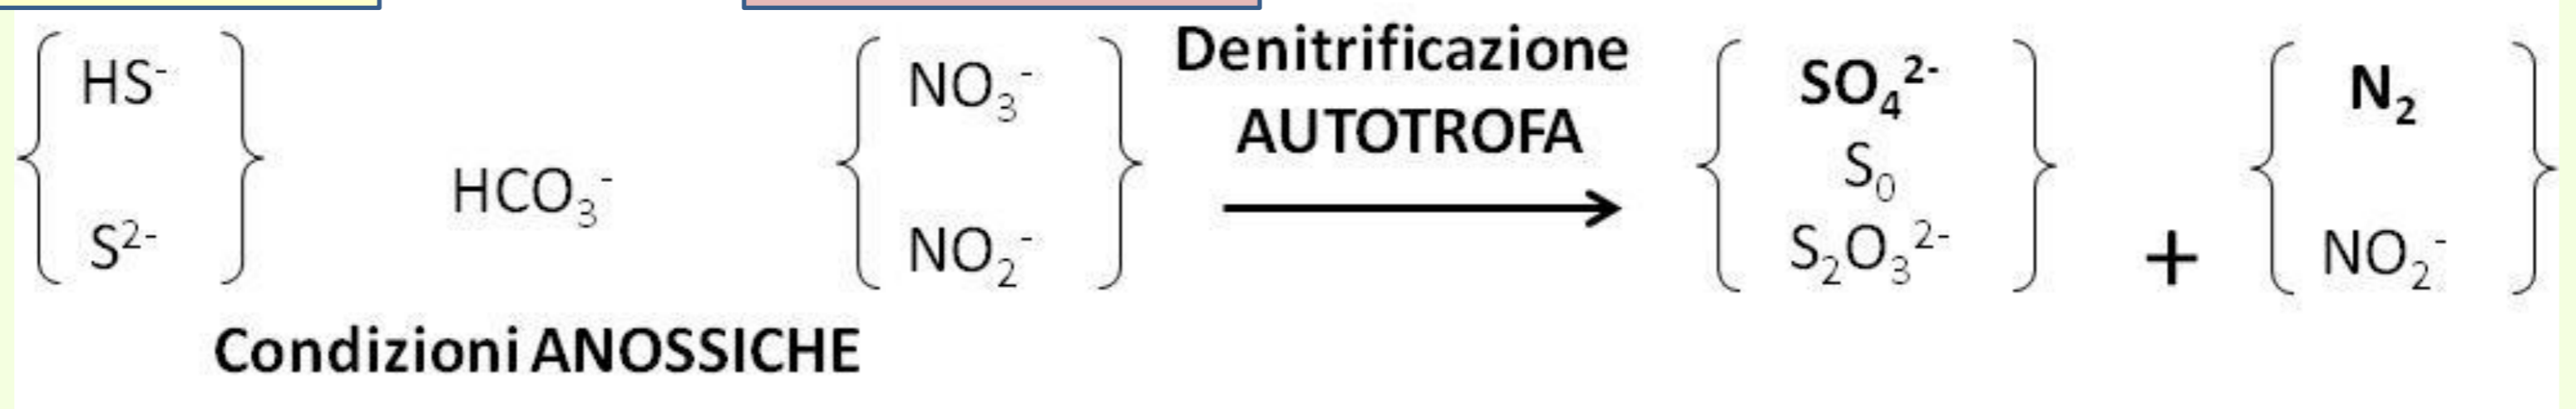 HS⁻
S²⁻
HCO₃⁻
NO₃⁻
NO₂⁻
Denitrificazione
AUTOTROFA
SO₄²⁻
S₀
S₂O₃²⁻
+
N₂
NO₂⁻
Condizioni ANOSSICHE